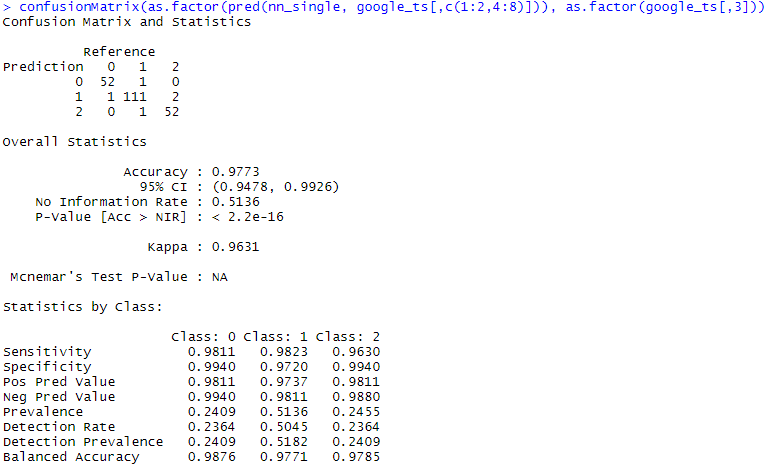 > confusionMatrix(as.factor(pred(nn_single, google_ts[,c(1:2,4:8)])), as.factor(google_ts[,3]))
Confusion Matrix and Statistics
Reference
Prediction 0 1 2
0 52 1 0
1 1 111 2
2 0 1 52
Overall Statistics
Accuracy : 0.9773
95% CI : (0.9478, 0.9926)
No Information Rate : 0.5136
P-Value [Acc > NIR] : < 2.2e-16
Kappa : 0.9631
Mcnemar's Test P-Value : NA
Statistics by Class:
Class: 0 Class: 1 Class: 2
Sensitivity 0.9811 0.9823 0.9630
Specificity 0.9940 0.9720 0.9940
Pos Pred Value 0.9811 0.9737 0.9811
Neg Pred Value 0.9940 0.9811 0.9880
Prevalence 0.2409 0.5136 0.2455
Detection Rate 0.2364 0.5045 0.2364
Detection Prevalence 0.2409 0.5182 0.2409
Balanced Accuracy 0.9876 0.9771 0.9785